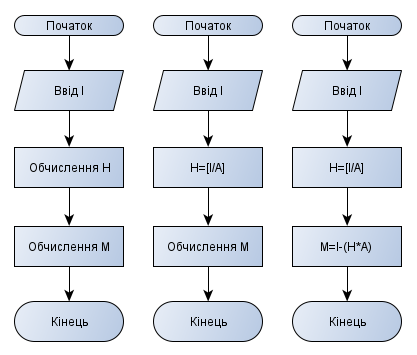 Початок
Ввід I
Обчислення H
Обчислення M
Кінець
Початок
Ввід I
H=[I/A]
Обчислення M
Кінець
Початок
Ввід I
H=[I/A]
M=I-(H*A)
Кінець